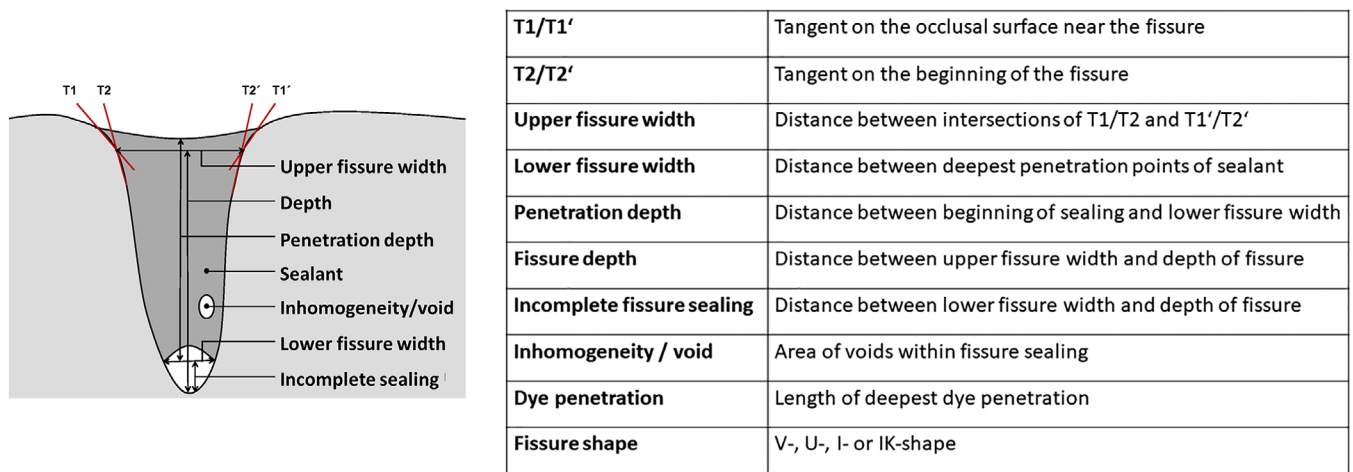 T1 T2 T2´ T1´
Upper fissure width
Depth
Penetration depth
Sealant
Inhomogeneity/void
Lower fissure width
Incomplete sealing
T1/T1‘ Tangent on the occlusal surface near the fissure
T2/T2‘ Tangent on the beginning of the fissure
Upper fissure width Distance between intersections of T1/T2 and T1‘/T2‘
Lower fissure width Distance between deepest penetration points of sealant
Penetration depth Distance between beginning of sealing and lower fissure width
Fissure depth Distance between upper fissure width and depth of fissure
Incomplete fissure sealing Distance between lower fissure width and depth of fissure
Inhomogeneity / void Area of voids within fissure sealing
Dye penetration Length of deepest dye penetration
Fissure shape V-, U-, I- or IK-shape